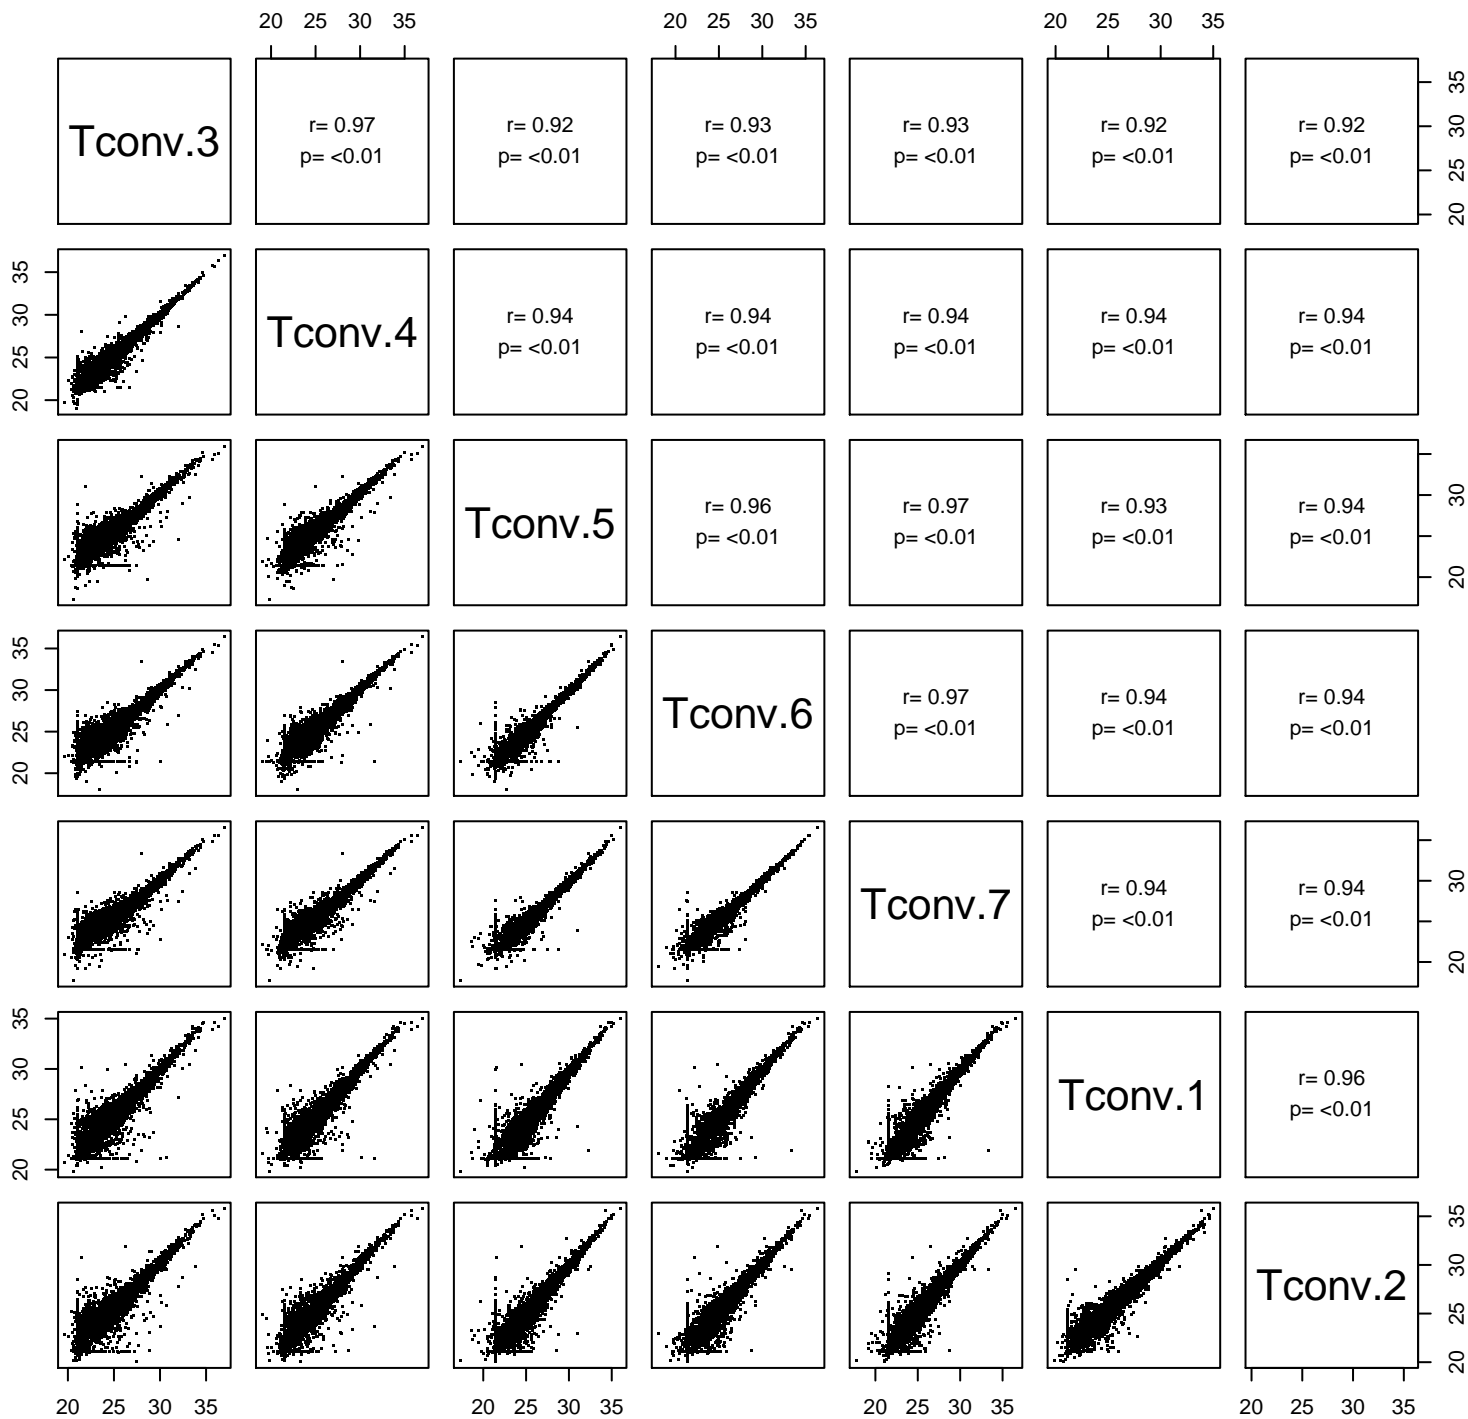 20 25 30 35 20 25 30 35 20 25 30 35
Tconv.3 r= 0.97 r= 0.92 r= 0.93 r= 0.93 r= 0.92 r= 0.92
p= <0.01 p= <0.01 p= <0.01 p= <0.01 p= <0.01 p= <0.01
20 25 30 35
20 25 30 35
Tconv.4 r= 0.94 r= 0.94 r= 0.94 r= 0.94 r= 0.94
p= <0.01 p= <0.01 p= <0.01 p= <0.01 p= <0.01
Tconv.5 r= 0.96 r= 0.97 r= 0.93 r= 0.94
p= <0.01 p= <0.01 p= <0.01 p= <0.01
20 30
20 25 30 35
Tconv.6 r= 0.97 r= 0.94 r= 0.94
p= <0.01 p= <0.01 p= <0.01
Tconv.7 r= 0.94 r= 0.94
p= <0.01 p= <0.01
20 30
20 25 30 35
Tconv.1 r= 0.96
p= <0.01
Tconv.2
20 25 30 35
20 25 30 35 20 25 30 35 20 25 30 35 20 25 30 35